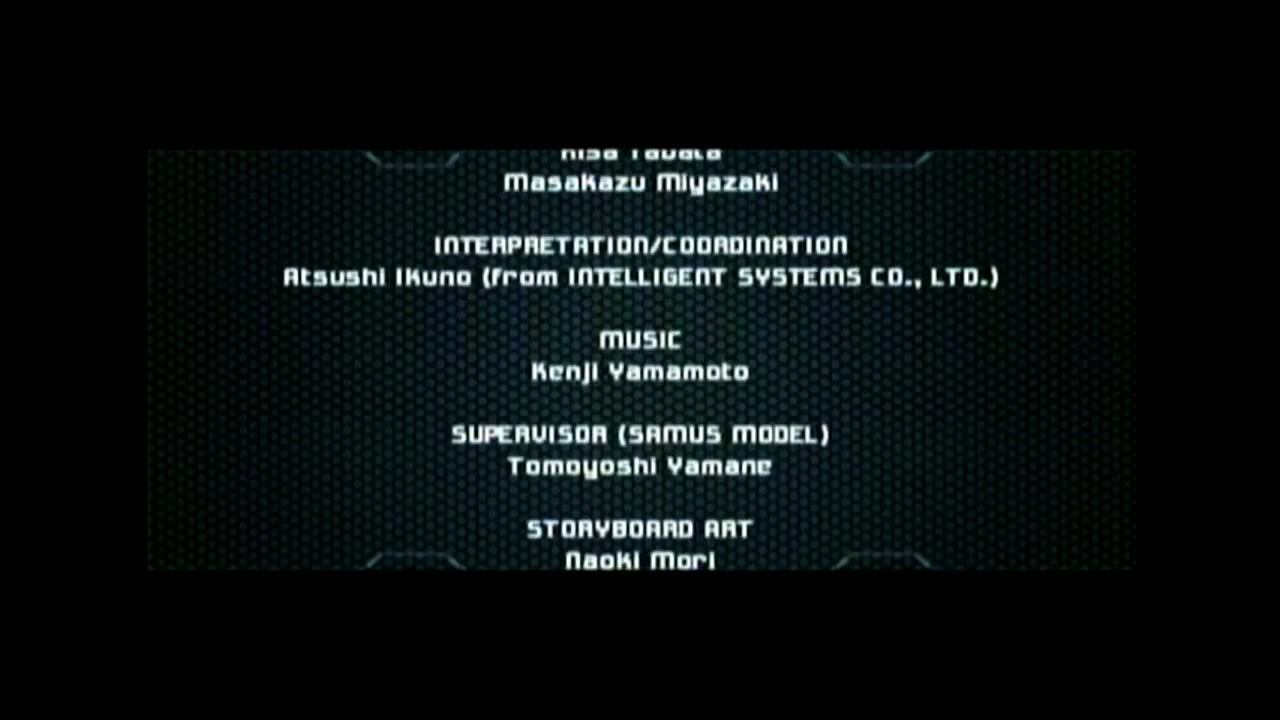 Masakazu Miyazaki
INTERPRETATION/COORDINATION
Atsushi Ikuno (from INTELLIGENT SYSTEMS CO., LTD.)
MUSIC
Kenji Yamamoto
SUPERVISOR (SAMUS MODEL)
Tomoyoshi Yamane
STORYBOARD ART
Naoki Mori